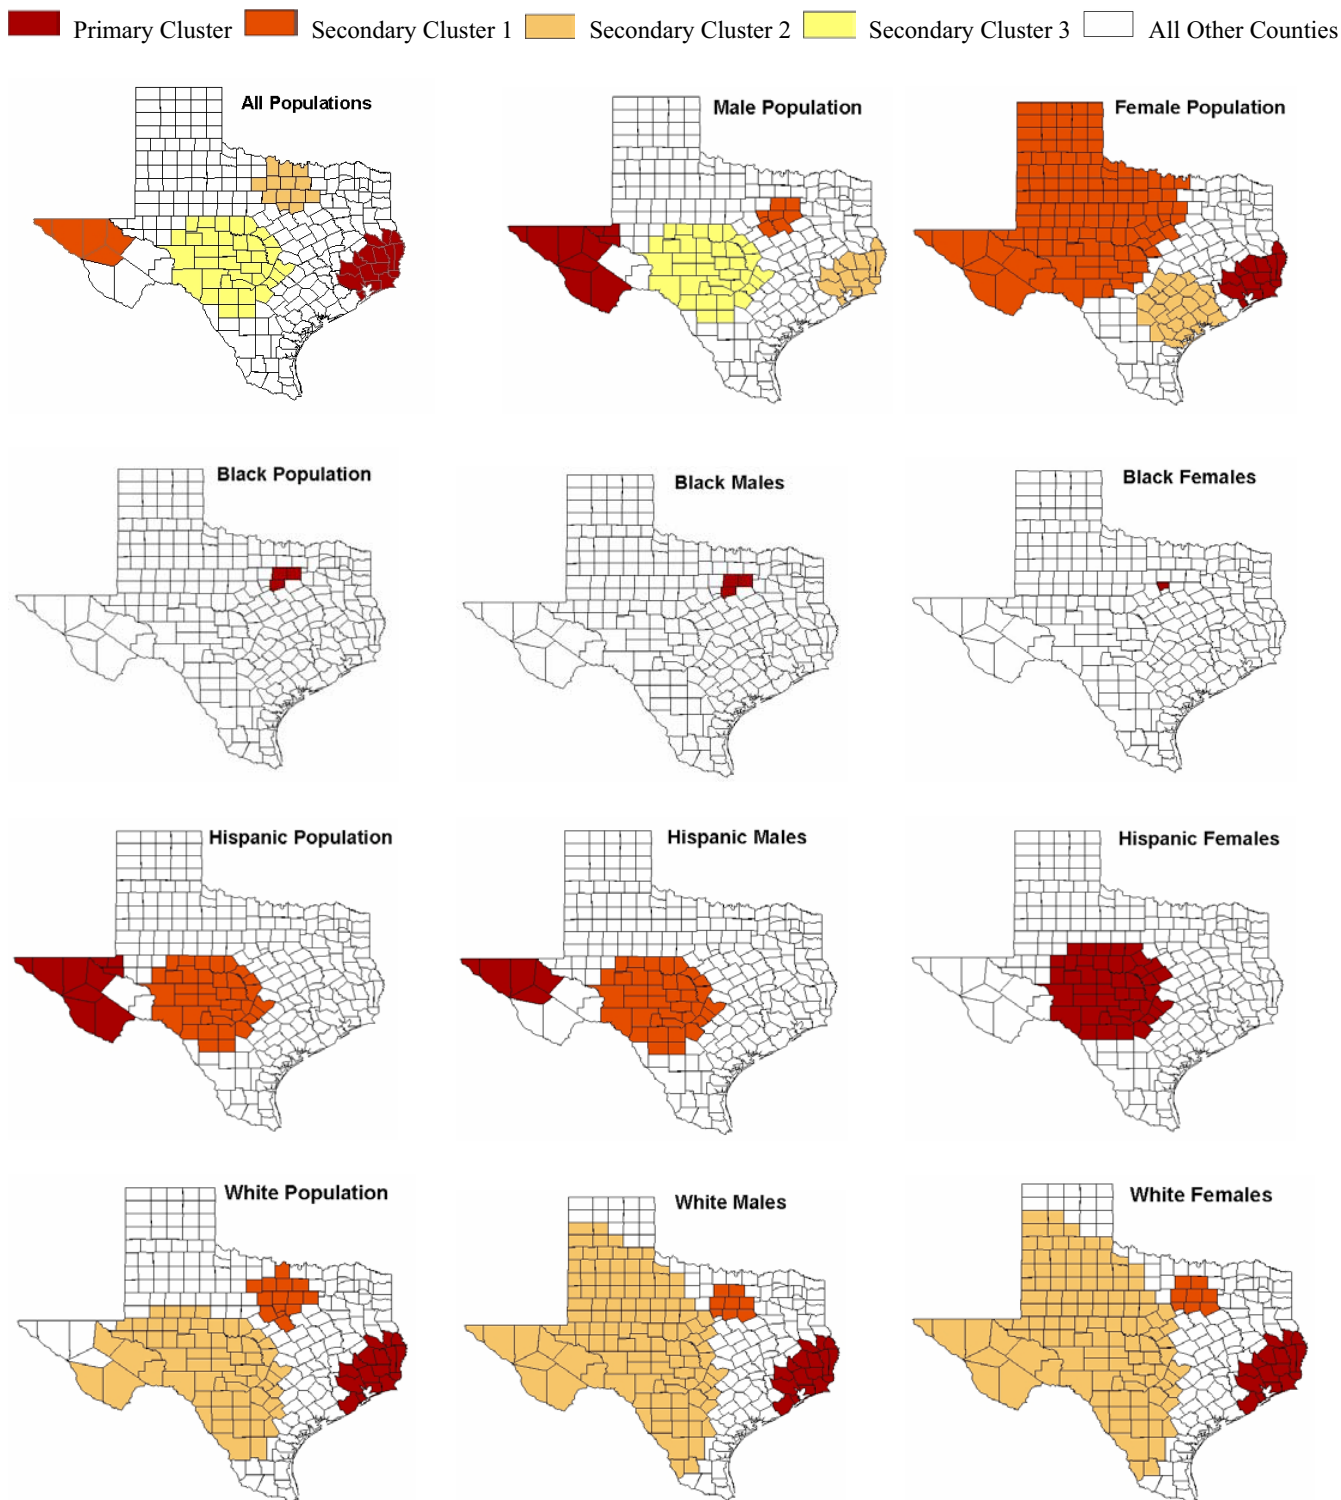 Primary Cluster Secondary Cluster 1 Secondary Cluster 2 Secondary Cluster 3 All Other Counties
All Populations Male Population Female Population
Black Population Black Males Black Females
Hispanic Population Hispanic Males Hispanic Females
White Population White Males White Females